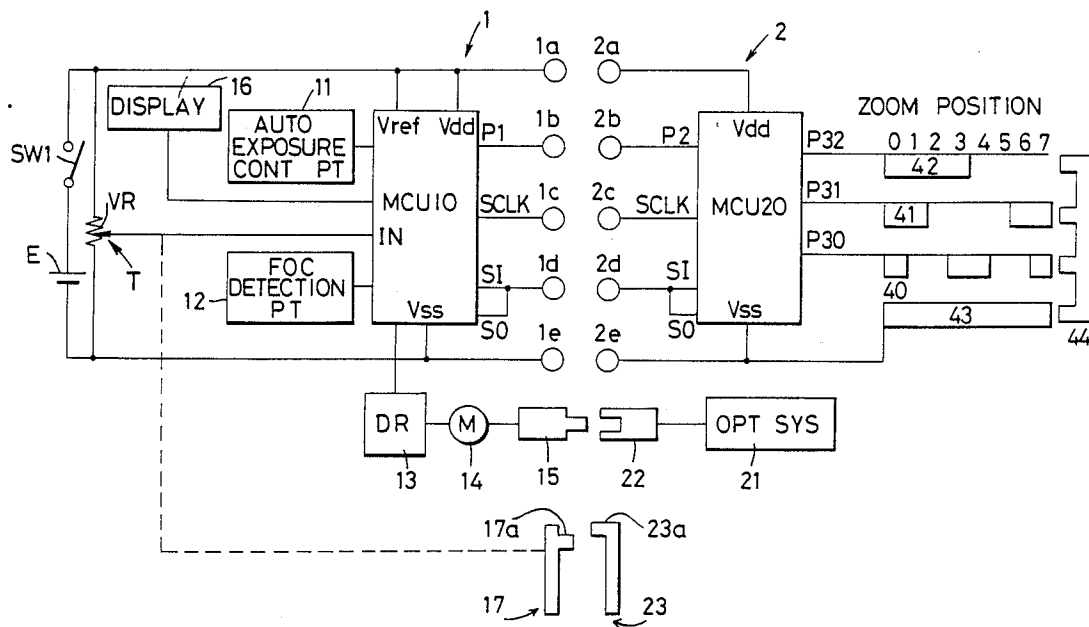 1
1a
2a
2
16
DISPLAY
11
AUTO
EXPOSURE
CONT PT
Vref
Vdd
P1
1b
2b
P2
Vdd
P32
ZOOM POSITION
0 1 2 3 4 5 6 7
42
SW1
MCU10
SCLK
1c
2c
SCLK
MCU20
P31
41
VR
IN
P30
E
T
FOC
DETECTION
PT
12
SI
1d
2d
SI
40
Vss
SO
SO
Vss
43
44
1e
2e
DR
M
OPT SYS
13
14
15
22
21
17a
23a
17
23